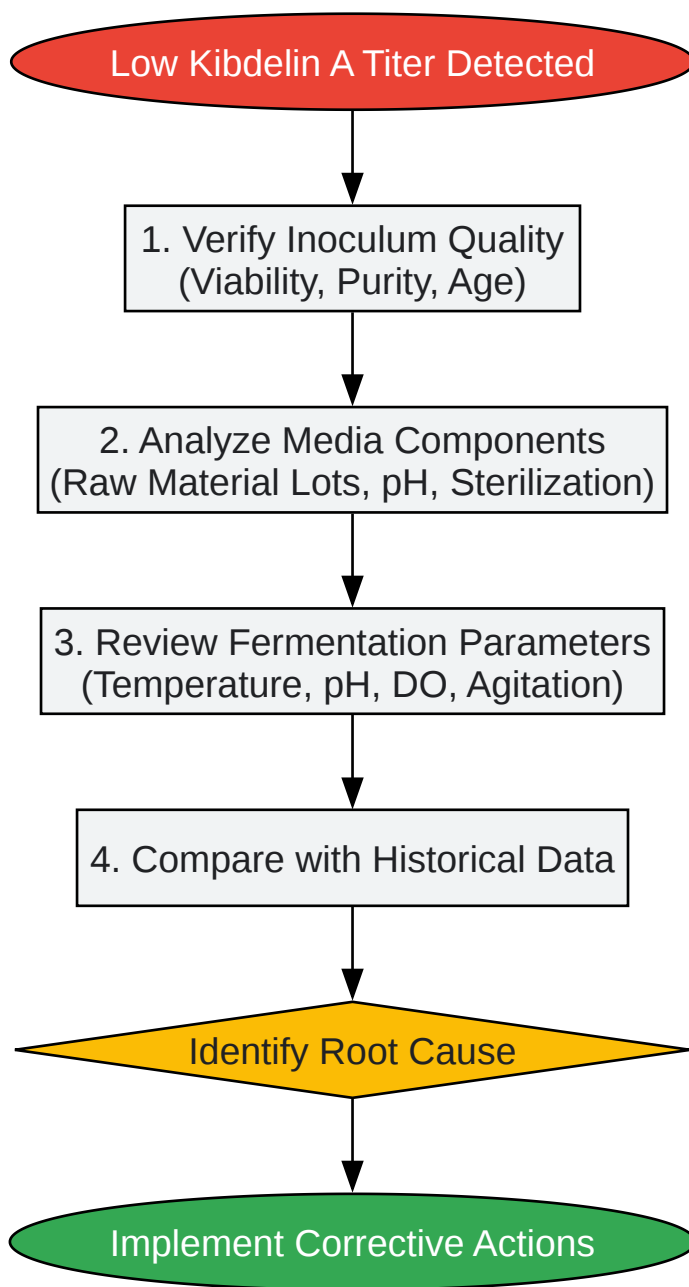 Low Kibdelin A Titer Detected
1. Verify Inoculum Quality
(Viability, Purity, Age)
2. Analyze Media Components
(Raw Material Lots, pH, Sterilization)
3. Review Fermentation Parameters
(Temperature, pH, DO, Agitation)
4. Compare with Historical Data
Identify Root Cause
Implement Corrective Actions